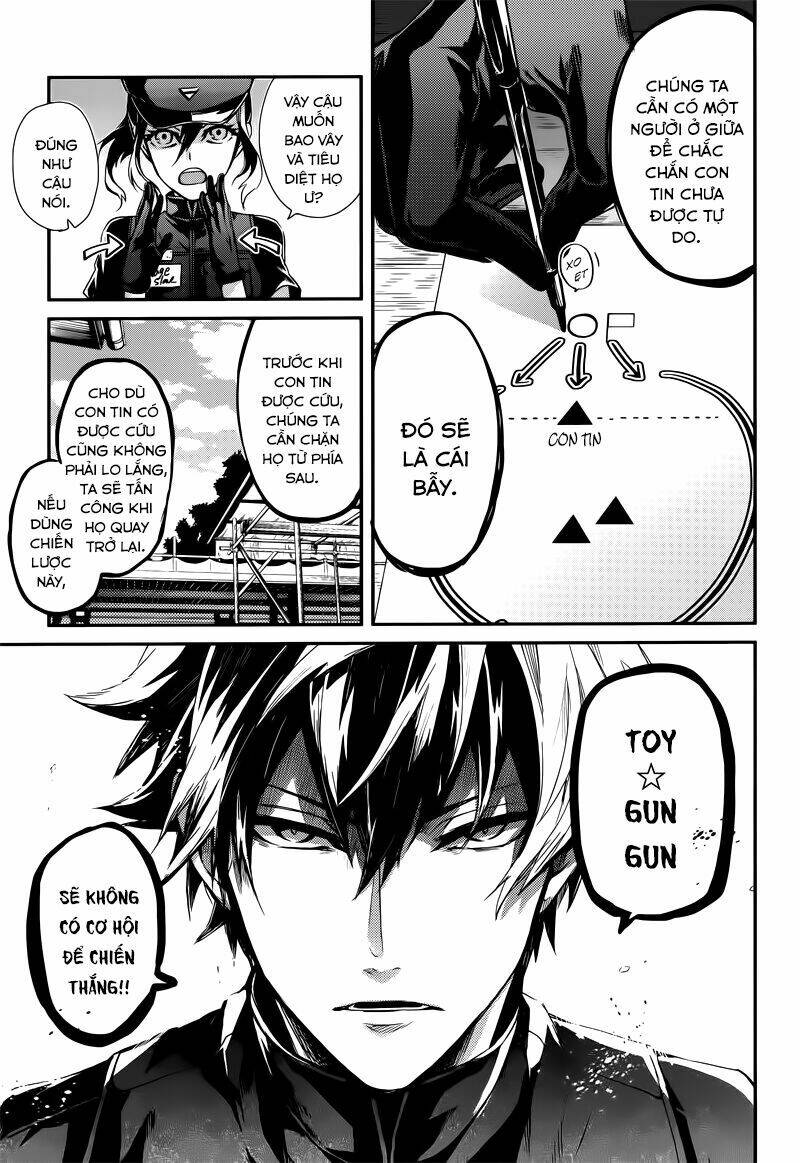 CHÚNG TA
CẦN CÓ MỘT
NGƯỜI Ở GIỮA
ĐỂ CHẮC
CHẮN CON
TIN CHƯA
ĐƯỢC TỰ
DO.
XO
ẸT
CON TIN
ĐÓ SẼ
LÀ CÁI
BẪY.
VẬY CẬU
MUỐN
BAO VÂY
VÀ TIÊU
DIỆT HỌ
Ư?
ĐÚNG
NHƯ
CẬU
NÓI.
TRƯỚC KHI
CON TIN
ĐƯỢC CỨU,
CHÚNG TA
CẦN CHẶN
HỌ TỪ PHÍA
SAU.
CHO DÙ
CON TIN CÓ
ĐƯỢC CỨU
CŨNG KHÔNG
PHẢI LO LẮNG,
TA SẼ TẤN
CÔNG KHI
HỌ QUAY
TRỞ LẠI.
NẾU
DÙNG
CHIẾN
LƯỢC
NÀY,
TOY
☆
GUN
GUN
SẼ KHÔNG
CÓ CƠ HỘI
ĐỂ CHIẾN
THẮNG!!